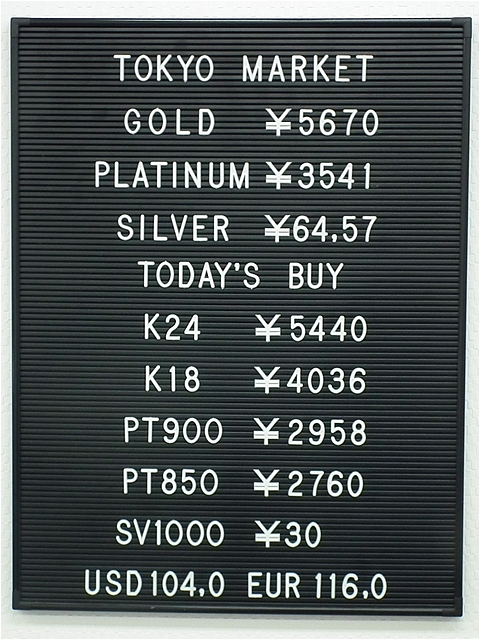 TOKYO MARKET
GOLD ¥5670
PLATINUM ¥3541
SILVER ¥64,57
TODAY'S BUY
K24 ¥5440
K18 ¥4036
PT900 ¥2958
PT850 ¥2760
SV1000 ¥30
USD104,0 EUR 116,0